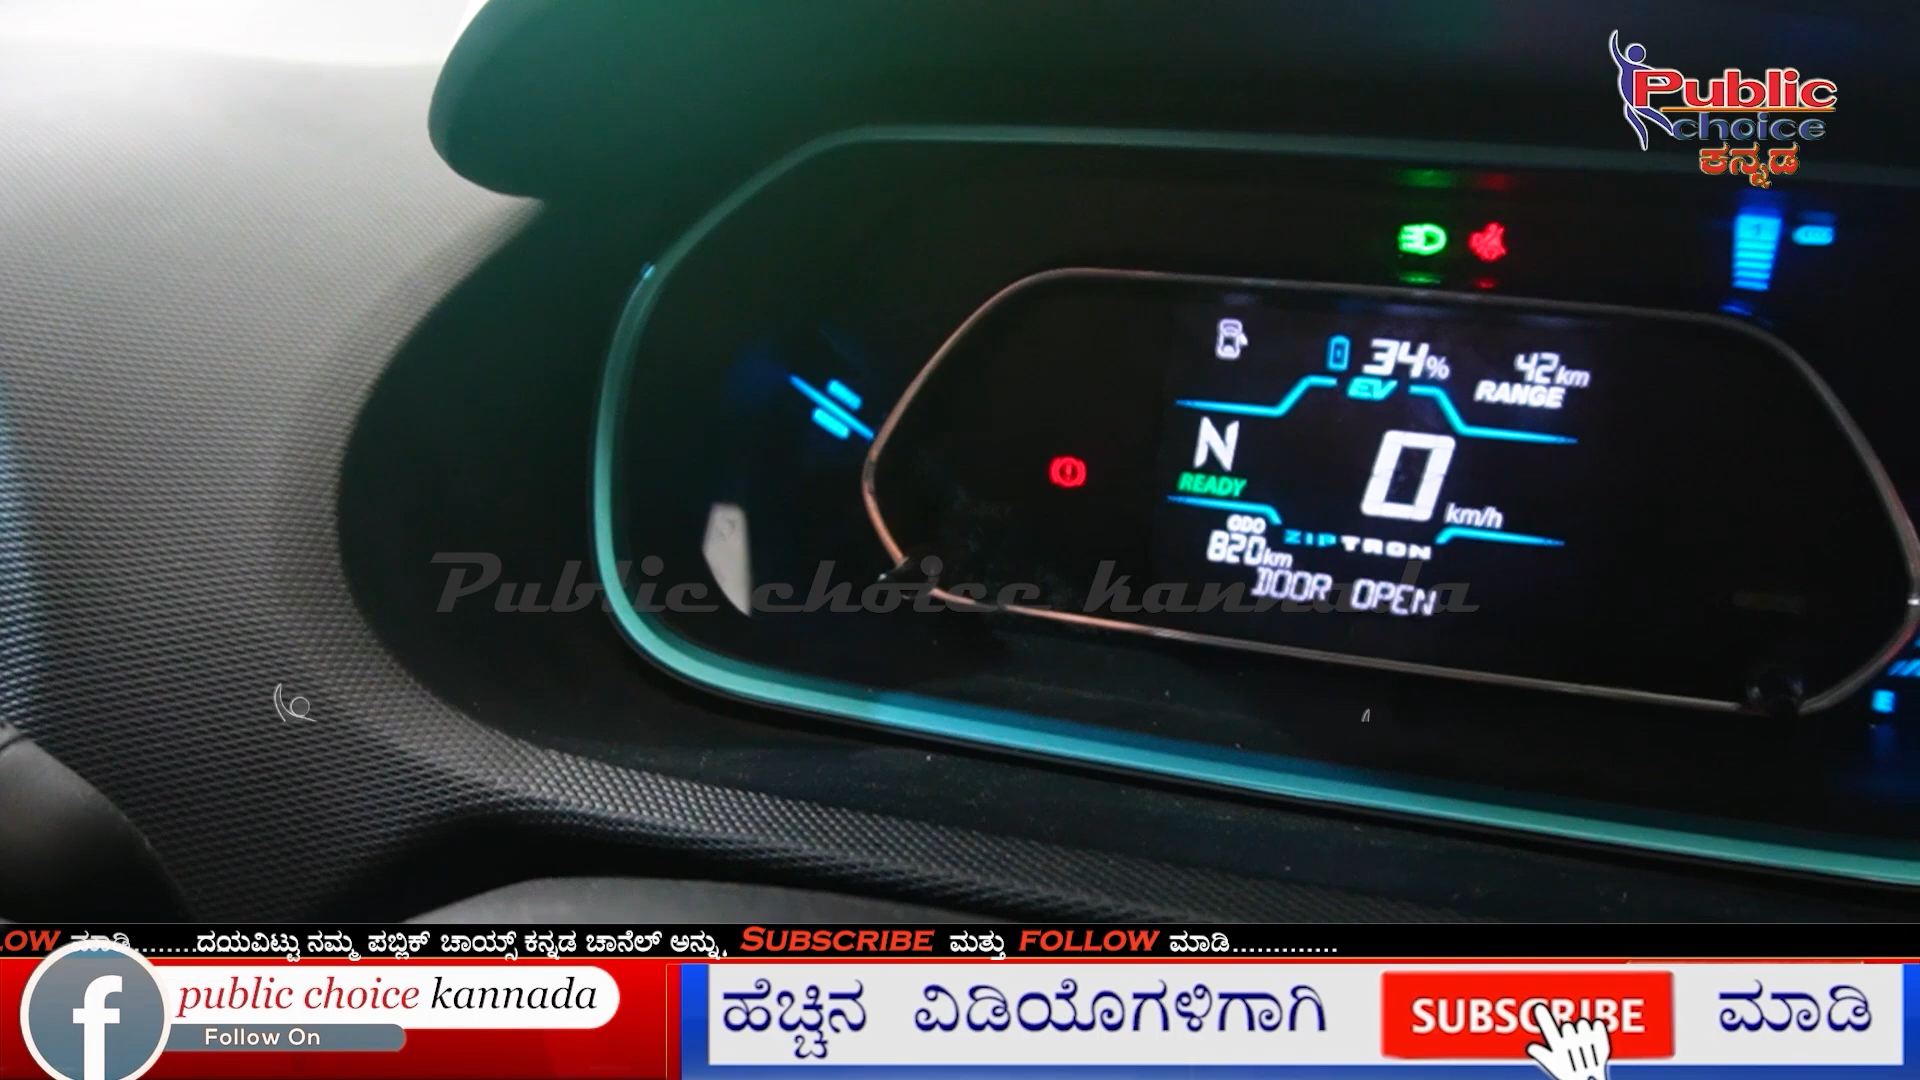 Public
choice
ಕನ್ನಡ
34%
42km
RANGE
EV
N
READY
0
km/h
ODO
820km
ZIPTRON
DOOR OPEN
E
Public choice kannada
LOW ಮಾಡಿ........ದಯವಿಟ್ಟು ನಮ್ಮ ಪಬ್ಲಿಕ್ ಚಾಯ್ಸ್ ಕನ್ನಡ ಚಾನೆಲ್ ಅನ್ನು, SUBSCRIBE ಮತ್ತು FOLLOW ಮಾಡಿ.............
f
public choice kannada
Follow On
ಹೆಚ್ಚಿನ ವಿಡಿಯೊಗಳಿಗಾಗಿ SUBSCRIBE ಮಾಡಿ